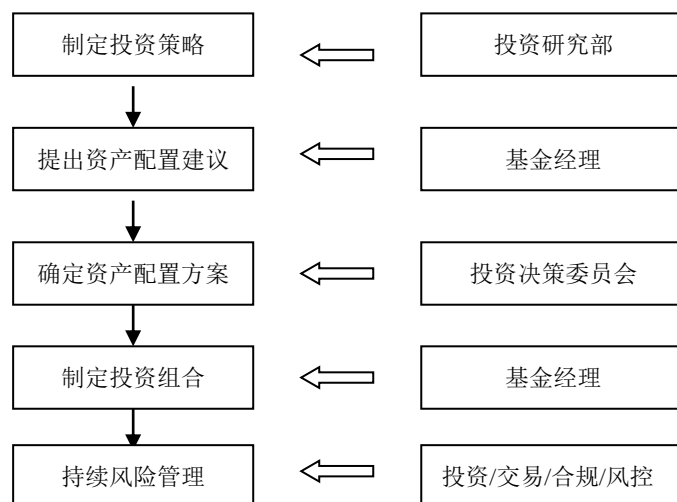 制定投资策略
投资研究部
提出资产配置建议
基金经理
确定资产配置方案
投资决策委员会
制定投资组合
基金经理
持续风险管理
投资/交易/合规/风控